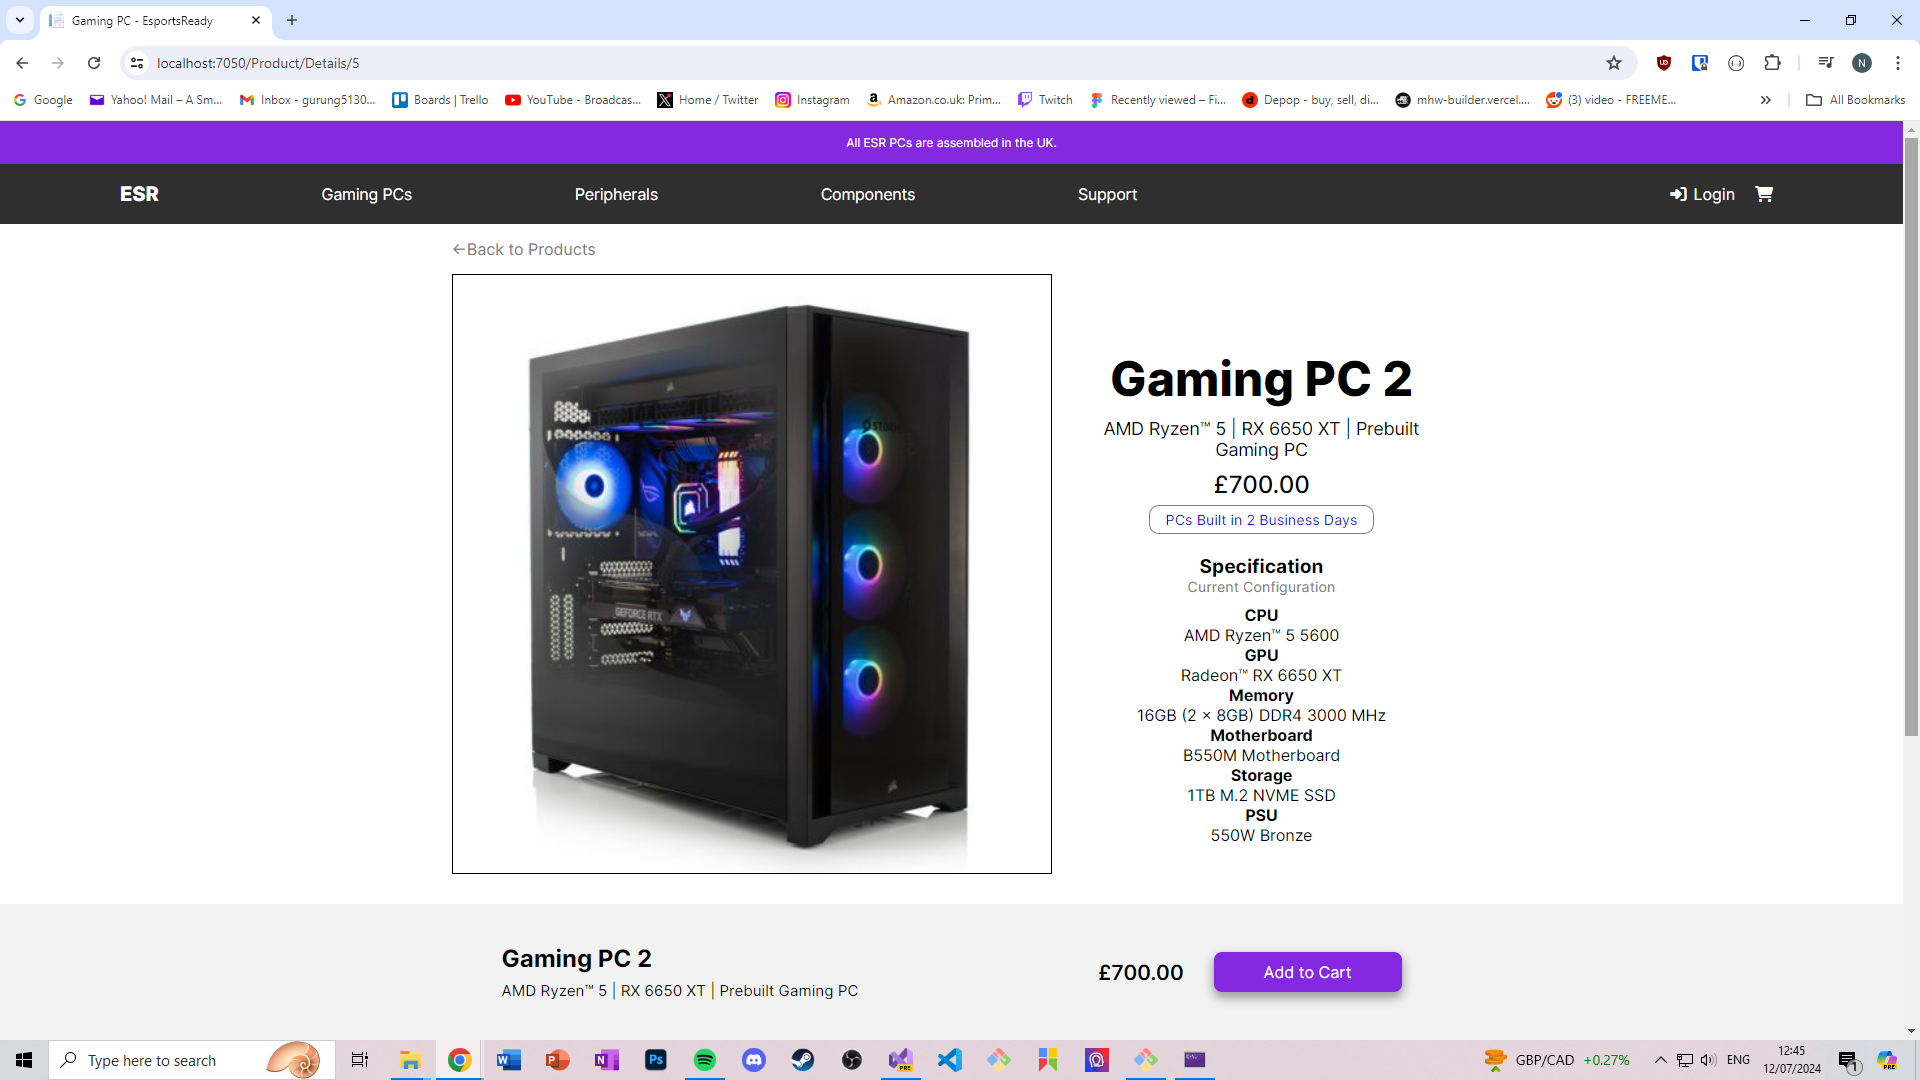 Gaming PC - EsportsReady
localhost:7050/Product/Details/5
N
Google
Yahoo! Mail – A Sm...
Inbox - gurung5130...
Boards | Trello
YouTube - Broadcas...
Home / Twitter
Instagram
Amazon.co.uk: Prim...
Twitch
Recently viewed – Fi...
Depop - buy, sell, di...
mhw-builder.vercel....
(3) video - FREEME...
All Bookmarks
All ESR PCs are assembled in the UK.
ESR
Gaming PCs
Peripherals
Components
Support
Login
←Back to Products
GEFORCE RTX
Gaming PC 2
AMD Ryzen™ 5 | RX 6650 XT | Prebuilt
Gaming PC
£700.00
PCs Built in 2 Business Days
Specification
Current Configuration
CPU
AMD Ryzen™ 5 5600
GPU
Radeon™ RX 6650 XT
Memory
16GB (2 × 8GB) DDR4 3000 MHz
Motherboard
B550M Motherboard
Storage
1TB M.2 NVME SSD
PSU
550W Bronze
Gaming PC 2
AMD Ryzen™ 5 | RX 6650 XT | Prebuilt Gaming PC
£700.00
Add to Cart
Type here to search
GBP/CAD +0.27%
ENG
12:45
12/07/2024
1